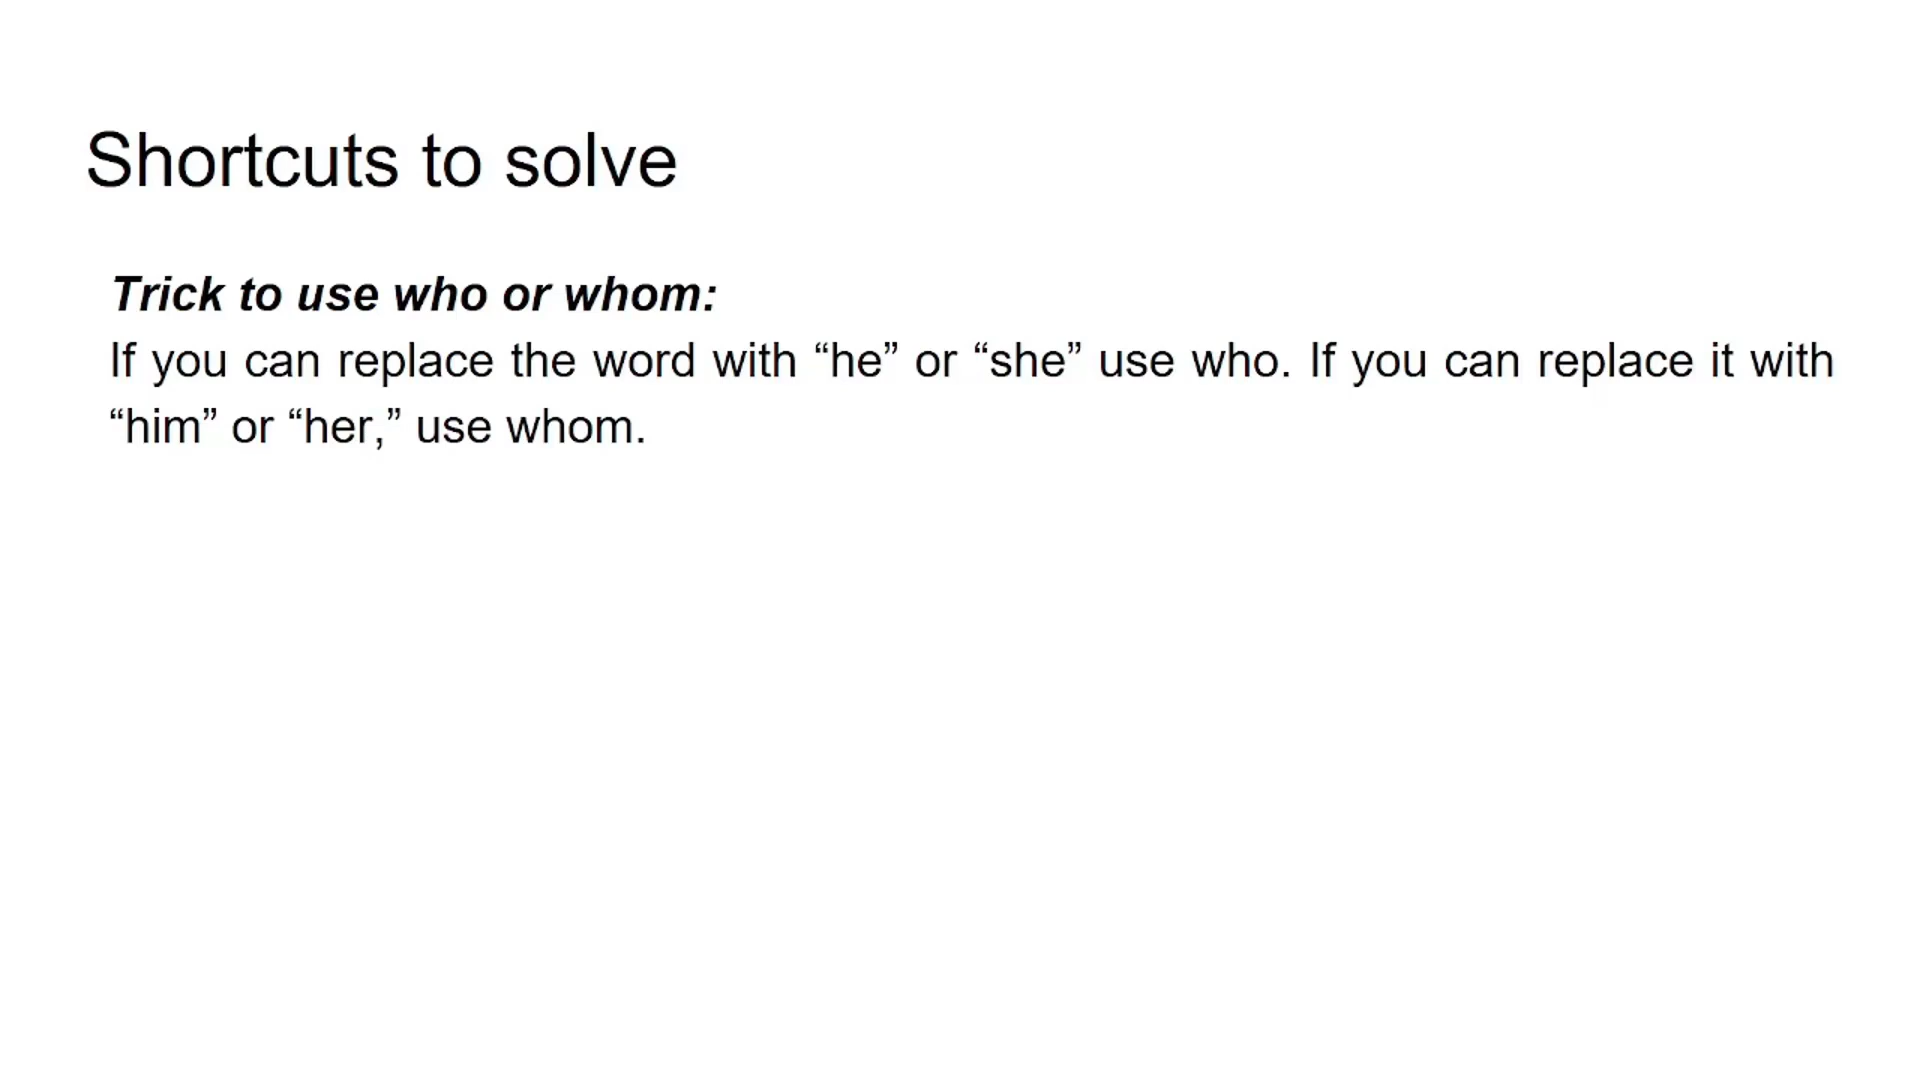 Shortcuts to solve
Trick to use who or whom:
If you can replace the word with “he” or “she” use who. If you can replace it with
“him” or “her,” use whom.